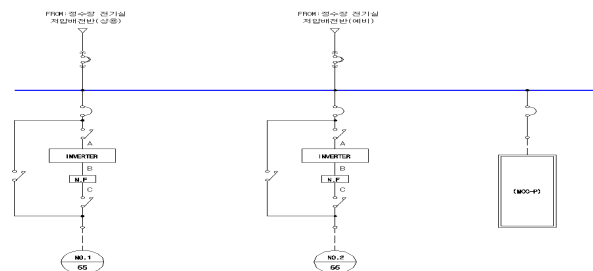 FROM:정수장 전기실
저압배전반(상용)
FROM:정수장 전기실
저압배전반(예비)
A
INVERTER
B
N.F
C
A
INVERTER
B
N.F
C
(MCC-P)
NO.1
55
NO.2
55